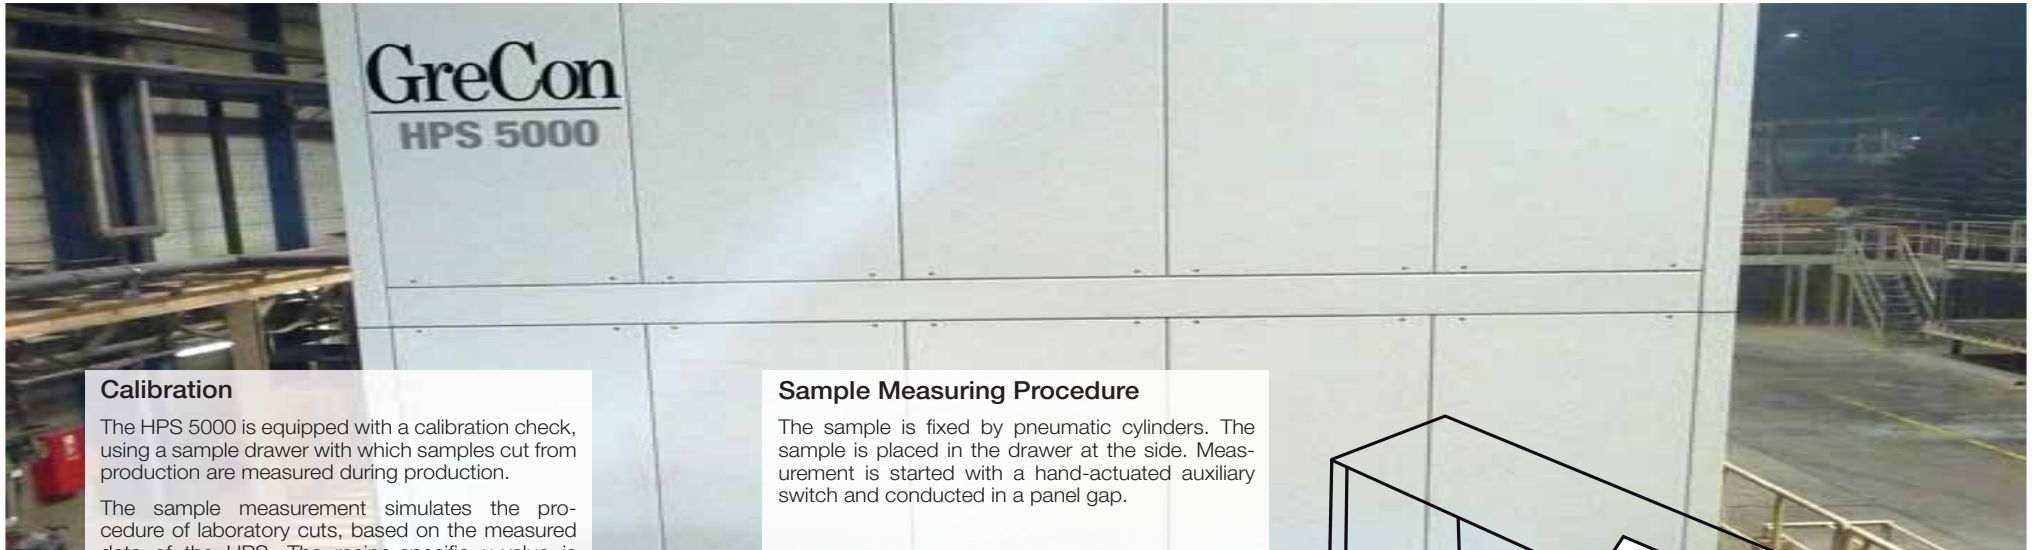 GreCon
HPS 5000
Calibration
The HPS 5000 is equipped with a calibration check,
using a sample drawer with which samples cut from
production are measured during production.
The sample measurement simulates the pro-
cedure of laboratory cuts, based on the measured
Sample Measuring Procedure
The sample is fixed by pneumatic cylinders. The
sample is placed in the drawer at the side. Meas-
urement is started with a hand-actuated auxiliary
switch and conducted in a panel gap.